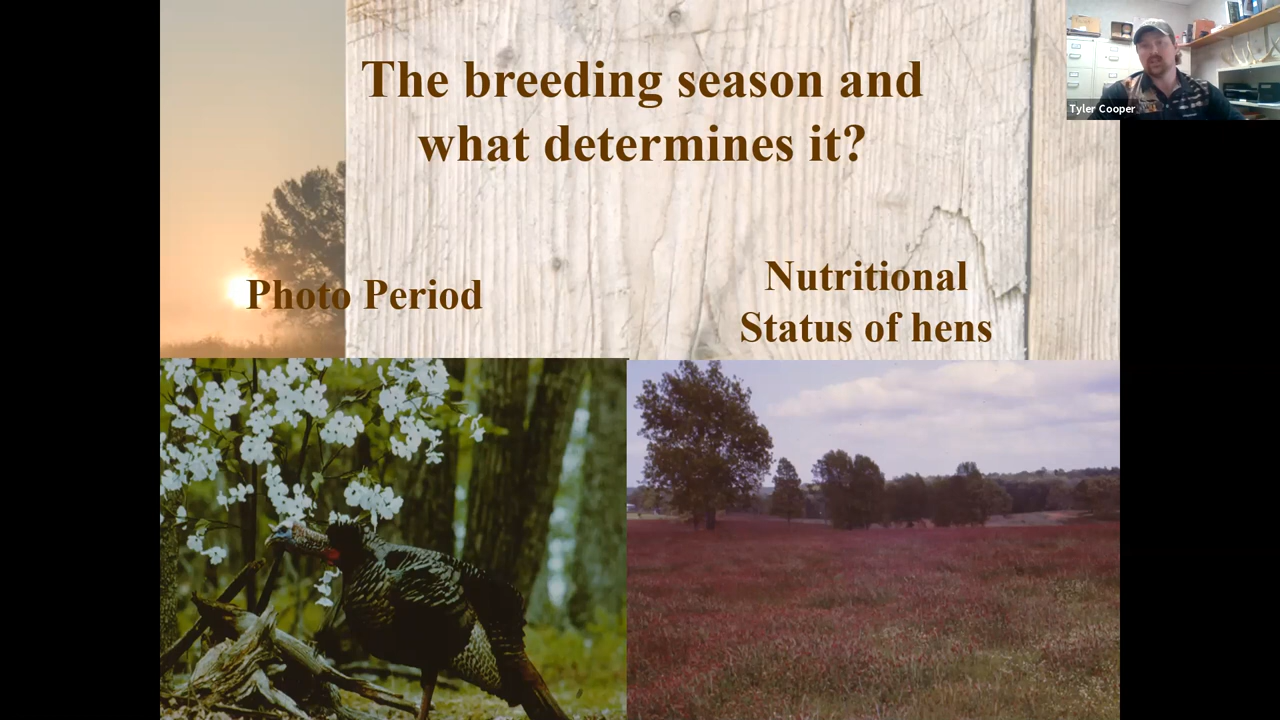 The breeding season and
what determines it?
Photo Period
Nutritional
Status of hens
Tyler Cooper